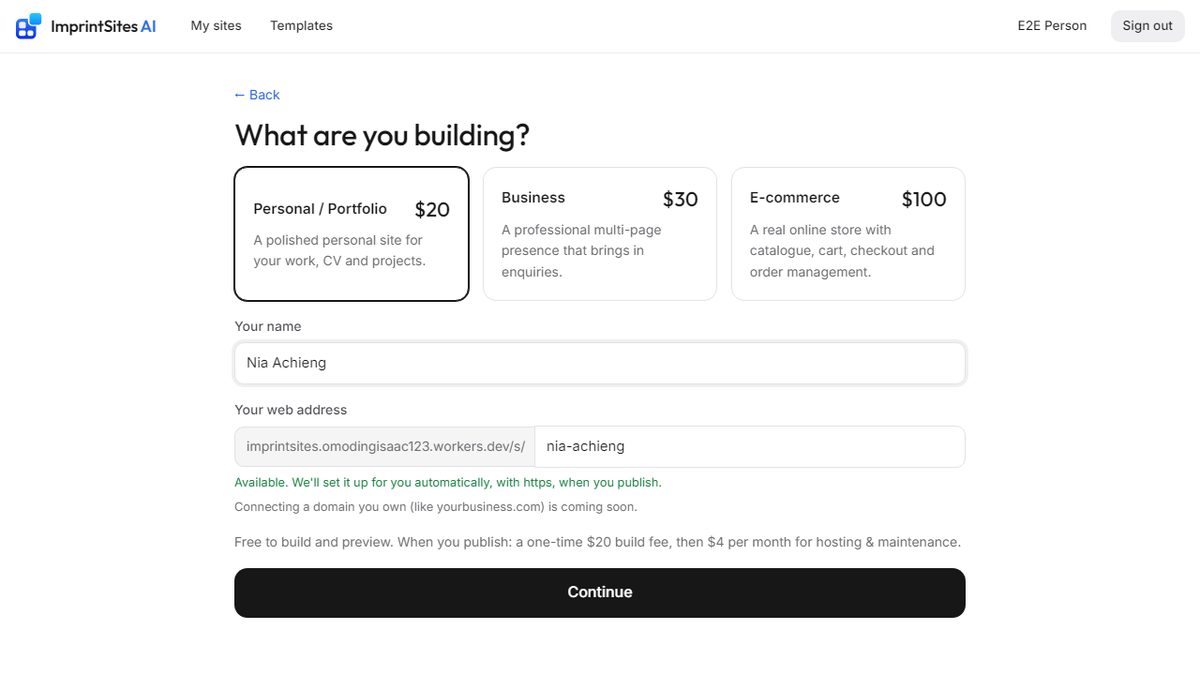 ImprintSites AI
My sites
Templates
E2E Person
Sign out
← Back
What are you building?
Personal / Portfolio
$20
A polished personal site for
your work, CV and projects.
Business
$30
A professional multi-page
presence that brings in
enquiries.
E-commerce
$100
A real online store with
catalogue, cart, checkout and
order management.
Your name
Nia Achieng
Your web address
imprintsites.omodingisaac123.workers.dev/s/
nia-achieng
Available. We'll set it up for you automatically, with https, when you publish.
Connecting a domain you own (like yourbusiness.com) is coming soon.
Free to build and preview. When you publish: a one-time $20 build fee, then $4 per month for hosting & maintenance.
Continue